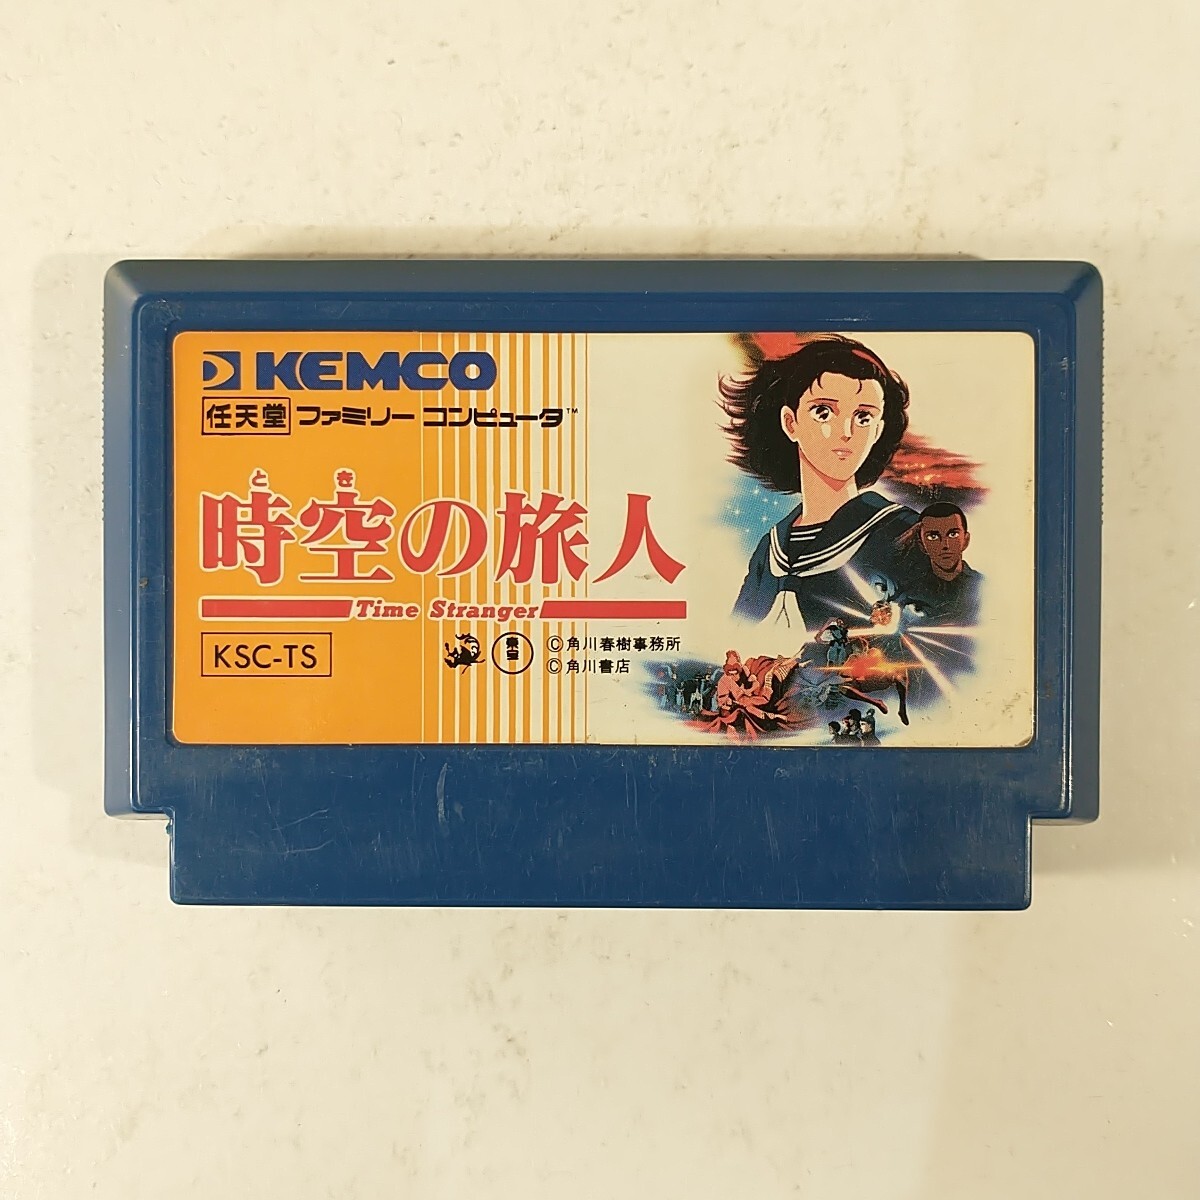 KEMCO
任天堂 ファミリー コンピュータ™
とき
時空の旅人
Time Stranger
KSC-TS
東宝
©角川春樹事務所
©角川書店